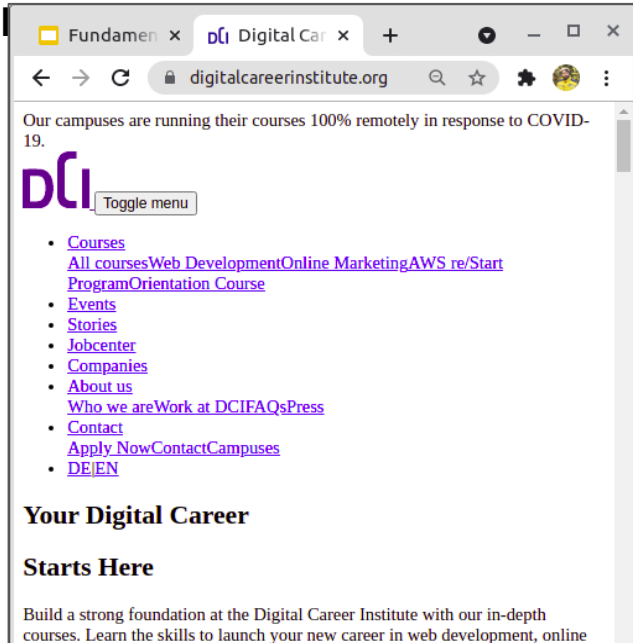 Fundamen
DCI Digital Car
digitalcareerinstitute.org
Our campuses are running their courses 100% remotely in response to COVID-
19.
DCI Toggle menu
Courses
All coursesWeb DevelopmentOnline MarketingAWS re/Start
ProgramOrientation Course
Events
Stories
Jobcenter
Companies
About us
Who we areWork at DCIFAQsPress
Contact
Apply NowContactCampuses
DE|EN
Your Digital Career
Starts Here
Build a strong foundation at the Digital Career Institute with our in-depth
courses. Learn the skills to launch your new career in web development, online